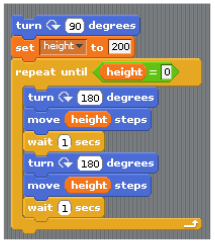 turn 90 degrees
set height to 200
repeat until height = 0
turn 180 degrees
move height steps
wait 1 secs
turn 180 degrees
move height steps
wait 1 secs